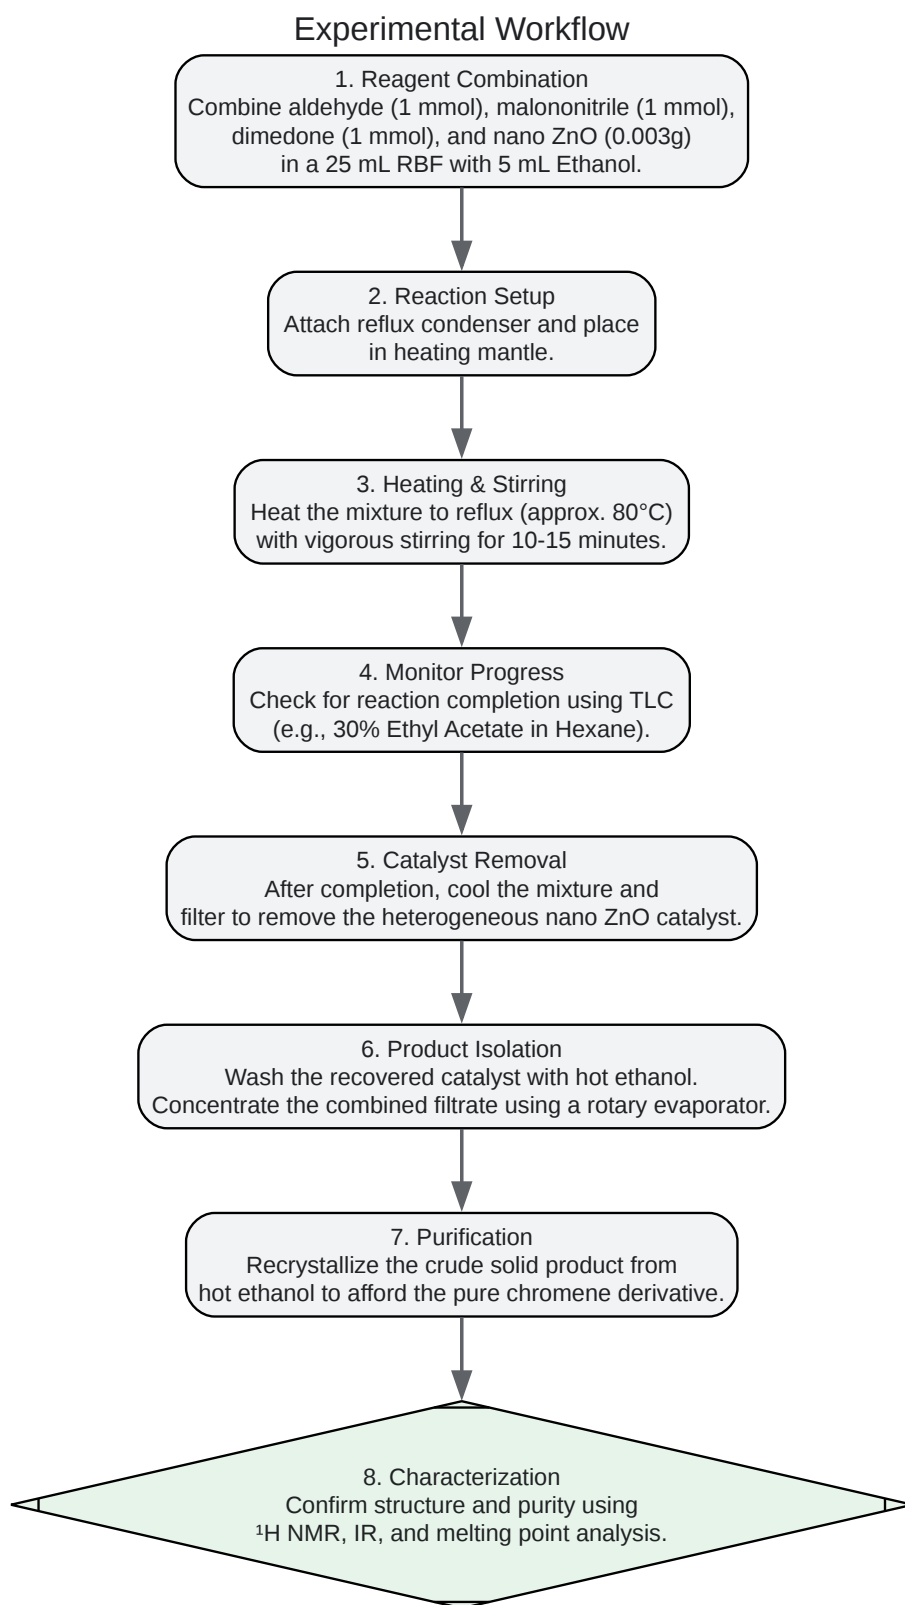 Experimental Workflow
1. Reagent Combination
Combine aldehyde (1 mmol), malononitrile (1 mmol),
dimedone (1 mmol), and nano ZnO (0.003g)
in a 25 mL RBF with 5 mL Ethanol.
2. Reaction Setup
Attach reflux condenser and place
in heating mantle.
3. Heating & Stirring
Heat the mixture to reflux (approx. 80°C)
with vigorous stirring for 10-15 minutes.
4. Monitor Progress
Check for reaction completion using TLC
(e.g., 30% Ethyl Acetate in Hexane).
5. Catalyst Removal
After completion, cool the mixture and
filter to remove the heterogeneous nano ZnO catalyst.
6. Product Isolation
Wash the recovered catalyst with hot ethanol.
Concentrate the combined filtrate using a rotary evaporator.
7. Purification
Recrystallize the crude solid product from
hot ethanol to afford the pure chromene derivative.
8. Characterization
Confirm structure and purity using
¹H NMR, IR, and melting point analysis.